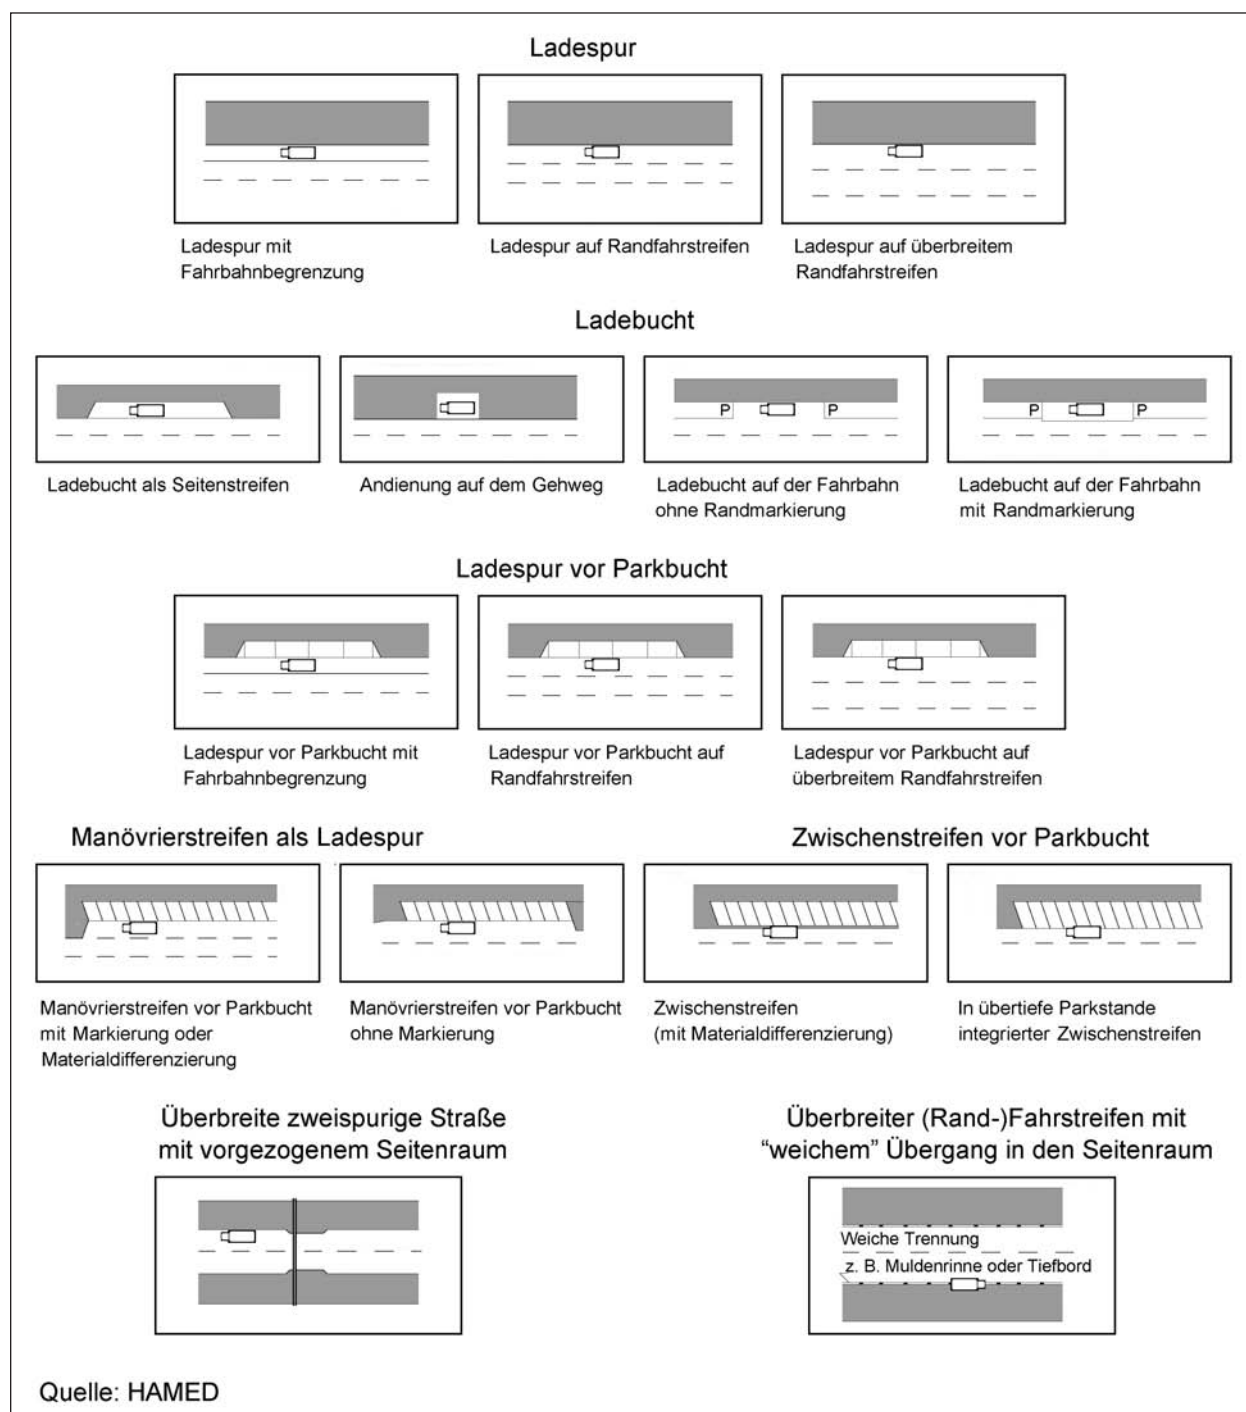 Ladespur
Ladespur mit
Fahrbahnbegrenzung
Ladespur auf Randfahrstreifen
Ladespur auf überbreitem
Randfahrstreifen
Ladebucht
P
P
P
P
Ladebucht als Seitenstreifen
Andienung auf dem Gehweg
Ladebucht auf der Fahrbahn
ohne Randmarkierung
Ladebucht auf der Fahrbahn
mit Randmarkierung
Ladespur vor Parkbucht
Ladespur vor Parkbucht mit
Fahrbahnbegrenzung
Ladespur vor Parkbucht auf
Randfahrstreifen
Ladespur vor Parkbucht auf
überbreitem Randfahrstreifen
Manövrierstreifen als Ladespur
Manövrierstreifen vor Parkbucht
mit Markierung oder
Materialdifferenzierung
Manövrierstreifen vor Parkbucht
ohne Markierung
Zwischenstreifen vor Parkbucht
Zwischenstreifen
(mit Materialdifferenzierung)
In übertiefe Parkstande
integrierter Zwischenstreifen
Überbreite zweispurige Straße
mit vorgezogenem Seitenraum
Überbreiter (Rand-)Fahrstreifen mit
“weichem” Übergang in den Seitenraum
Weiche Trennung
z. B. Muldenrinne oder Tiefbord
Quelle: HAMED